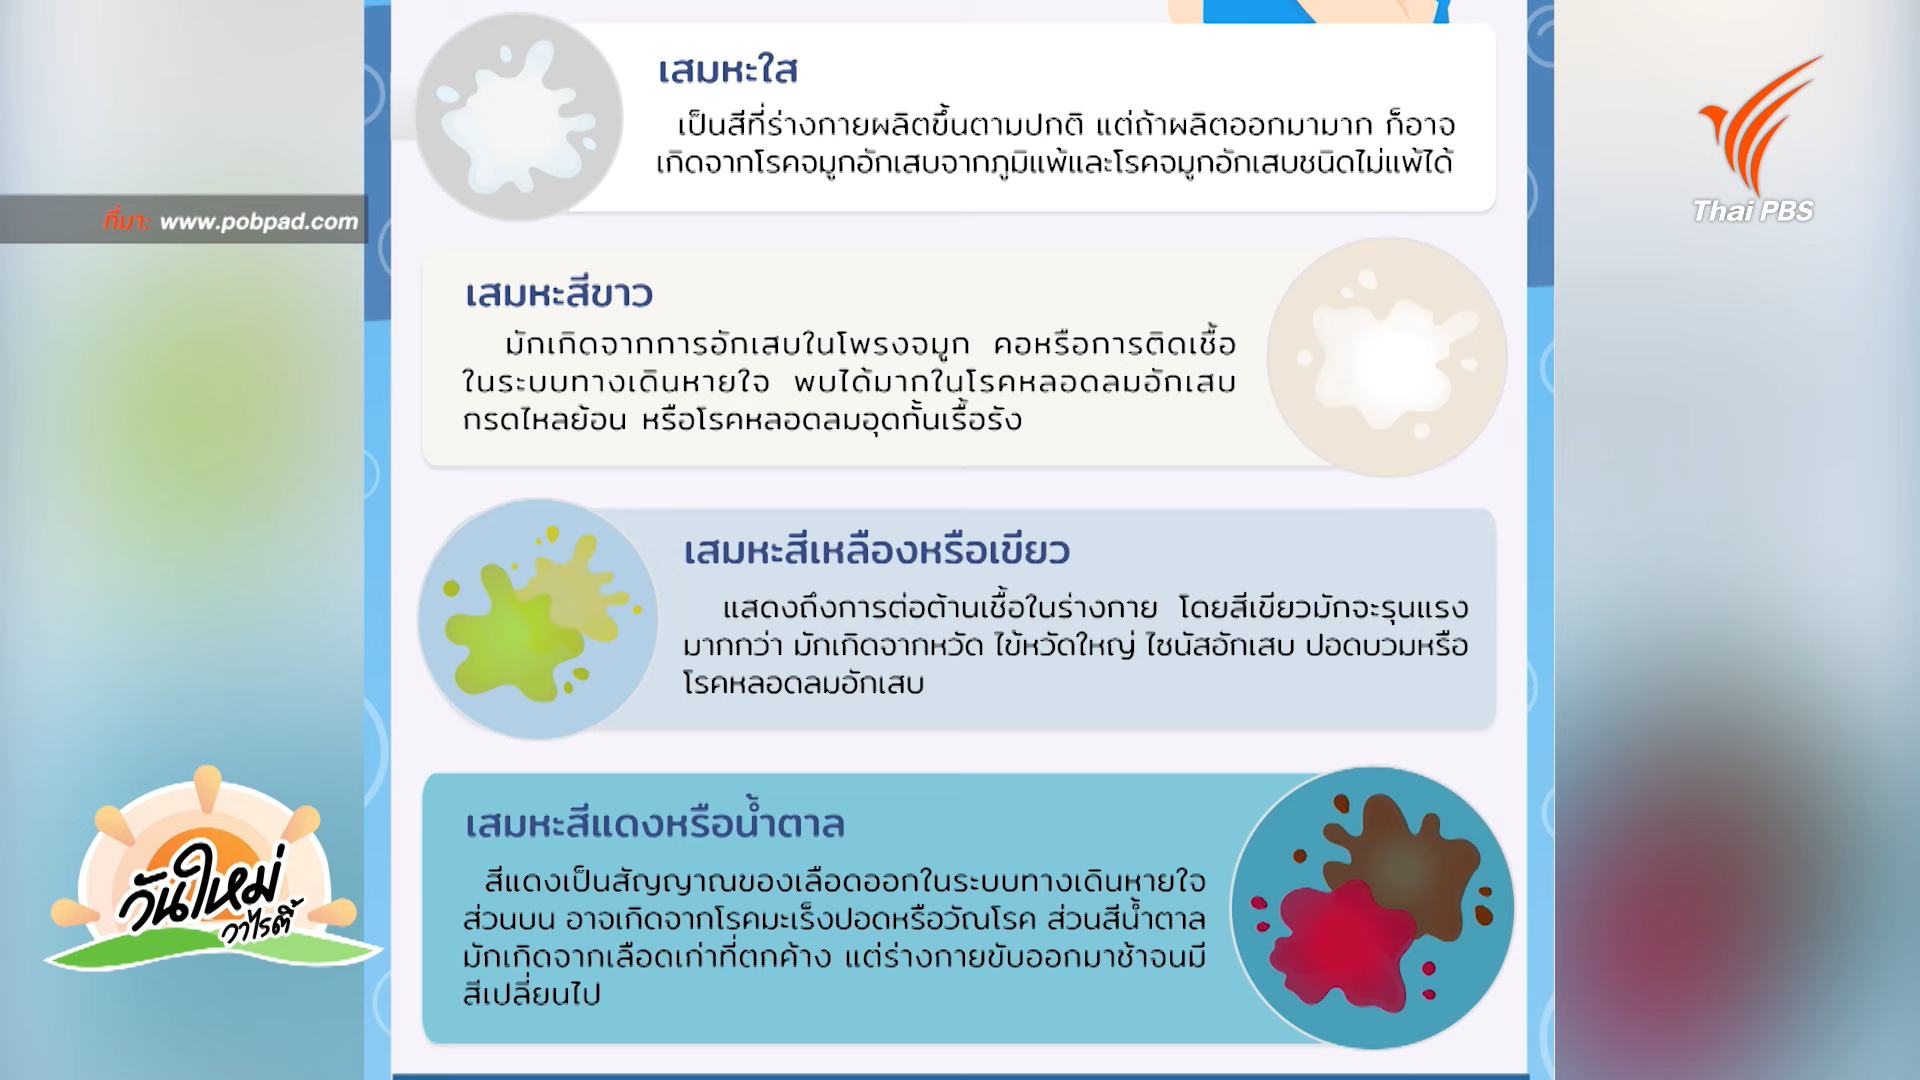 เสมหะใส
เป็นสีที่ร่างกายผลิตขึ้นตามปกติ แต่ถ้าผลิตออกมามาก ก็อาจ
เกิดจากโรคจมูกอักเสบจากภูมิแพ้และโรคจมูกอักเสบชนิดไม่แพ้ได้
Thai PBS
ที่มา: www.pobpad.com
เสมหะสีขาว
มักเกิดจากการอักเสบในโพรงจมูก คอหรือการติดเชื้อ
ในระบบทางเดินหายใจ พบได้มากในโรคหลอดลมอักเสบ
กรดไหลย้อน หรือโรคหลอดลมอุดกั้นเรื้อรัง
เสมหะสีเหลืองหรือเขียว
แสดงถึงการต่อต้านเชื้อในร่างกาย โดยสีเขียวมักจะรุนแรง
มากกว่า มักเกิดจากหวัด ไข้หวัดใหญ่ ไซนัสอักเสบ ปอดบวมหรือ
โรคหลอดลมอักเสบ
เสมหะสีแดงหรือน้ำตาล
สีแดงเป็นสัญญาณของเลือดออกในระบบทางเดินหายใจ
ส่วนบน อาจเกิดจากโรคมะเร็งปอดหรือวัณโรค ส่วนสีน้ำตาล
มักเกิดจากเลือดเก่าที่ตกค้าง แต่ร่างกายขับออกมาช้าจนมี
สีเปลี่ยนไป
วันใหม่
วาไรตี้